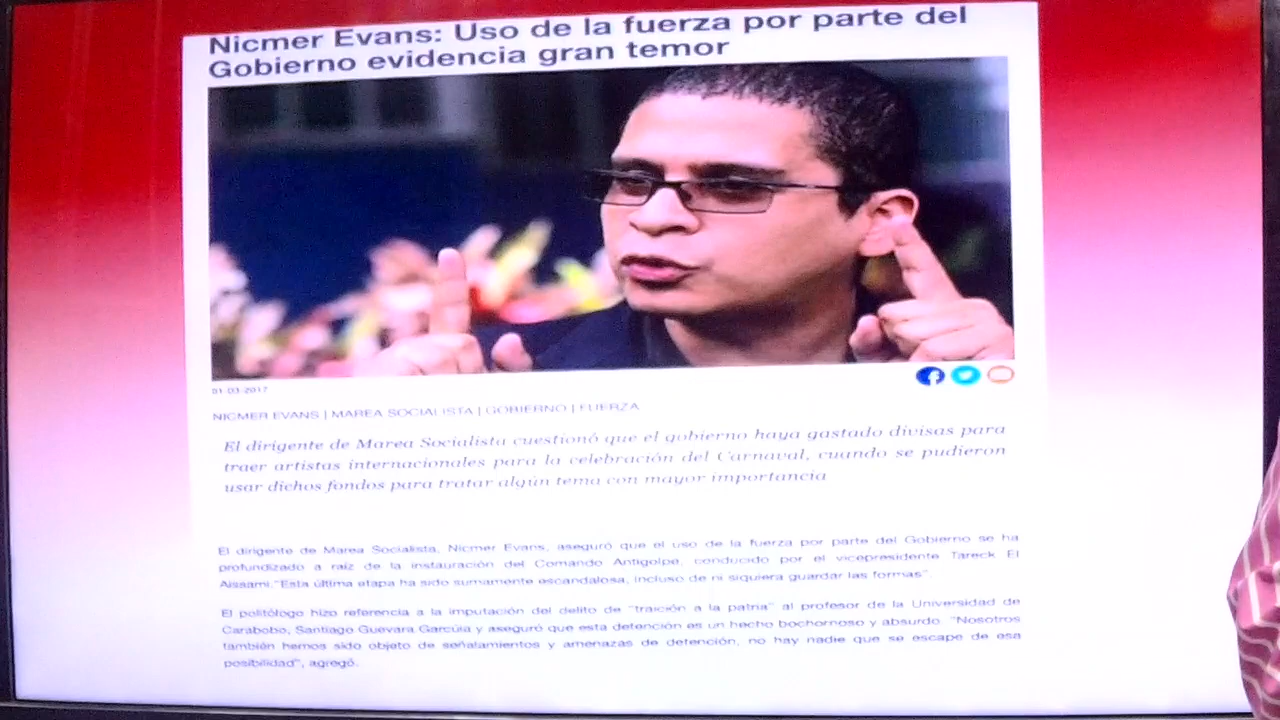 Nicmer Evans: Uso de la fuerza por parte del
Gobierno evidencia gran temor
01-03-2017
NICMER EVANS | MAREA SOCIALISTA | GOBIERNO | FUERZA
El dirigente de Marea Socialista cuestionó que el gobierno haya gastado divisas para
traer artistas internacionales para la celebración del Carnaval, cuando se pudieron
usar dichos fondos para tratar algún tema con mayor importancia
El dirigente de Marea Socialista, Nicmer Evans, aseguró que el uso de la fuerza por parte del Gobierno se ha
profundizado a raíz de la instauración del Comando Antigolpe, conducido por el vicepresidente Tareck El
Aissami."Esta última etapa ha sido sumamente escandalosa, incluso de ni siquiera guardar las formas".
El politólogo hizo referencia a la imputación del delito de "traición a la patria" al profesor de la Universidad de
Carabobo, Santiago Guevara Garcúia y aseguró que esta detención es un hecho bochornoso y absurdo. "Nosotros
también hemos sido objeto de señalamientos y amenazas de detención, no hay nadie que se escape de esa
posibilidad", agregó.